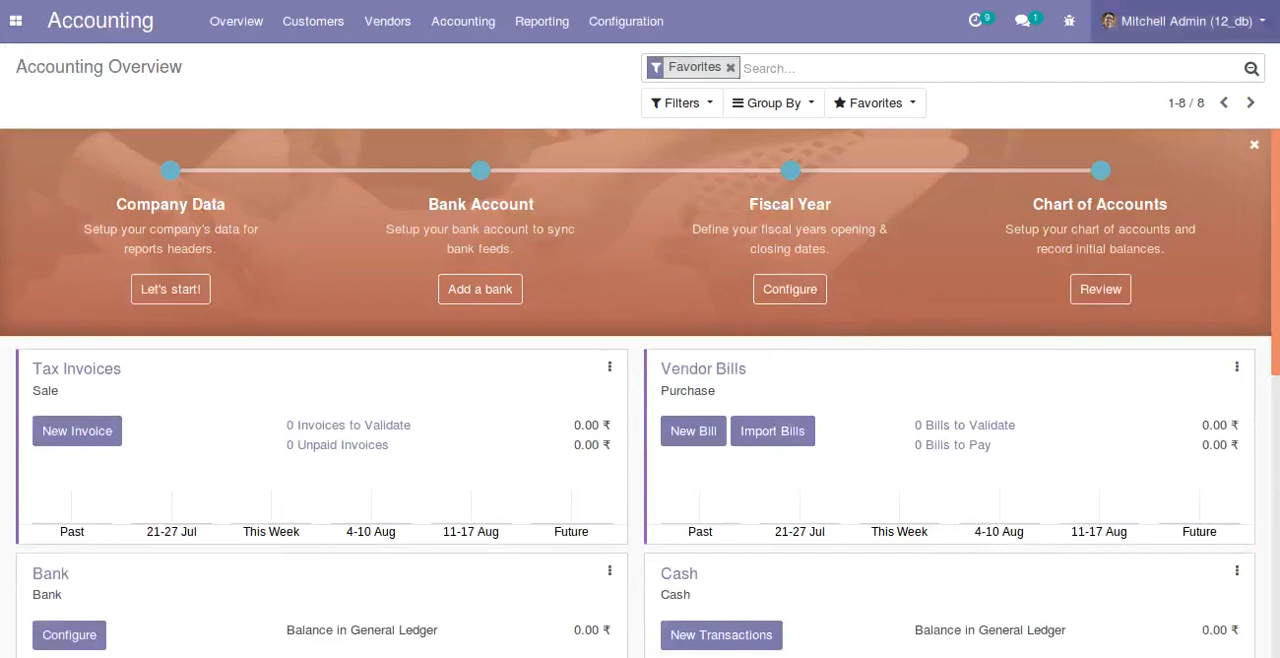 Accounting Overview Customers Vendors Accounting Reporting Configuration 9 1 Mitchell Admin (12_db)
Accounting Overview
Favorites Search...
Filters Group By Favorites 1-8 / 8
Company Data Bank Account Fiscal Year Chart of Accounts
Setup your company's data for Setup your bank account to sync Define your fiscal years opening & Setup your chart of accounts and
reports headers. bank feeds. closing dates. record initial balances.
Let's start! Add a bank Configure Review
Tax Invoices Vendor Bills
Sale Purchase
New Invoice 0 Invoices to Validate 0.00 ₹ New Bill Import Bills 0 Bills to Validate 0.00 ₹
0 Unpaid Invoices 0.00 ₹ 0 Bills to Pay 0.00 ₹
Past 21-27 Jul This Week 4-10 Aug 11-17 Aug Future Past 21-27 Jul This Week 4-10 Aug 11-17 Aug Future
Bank Cash
Bank Cash
Configure Balance in General Ledger 0.00 ₹ New Transactions Balance in General Ledger 0.00 ₹